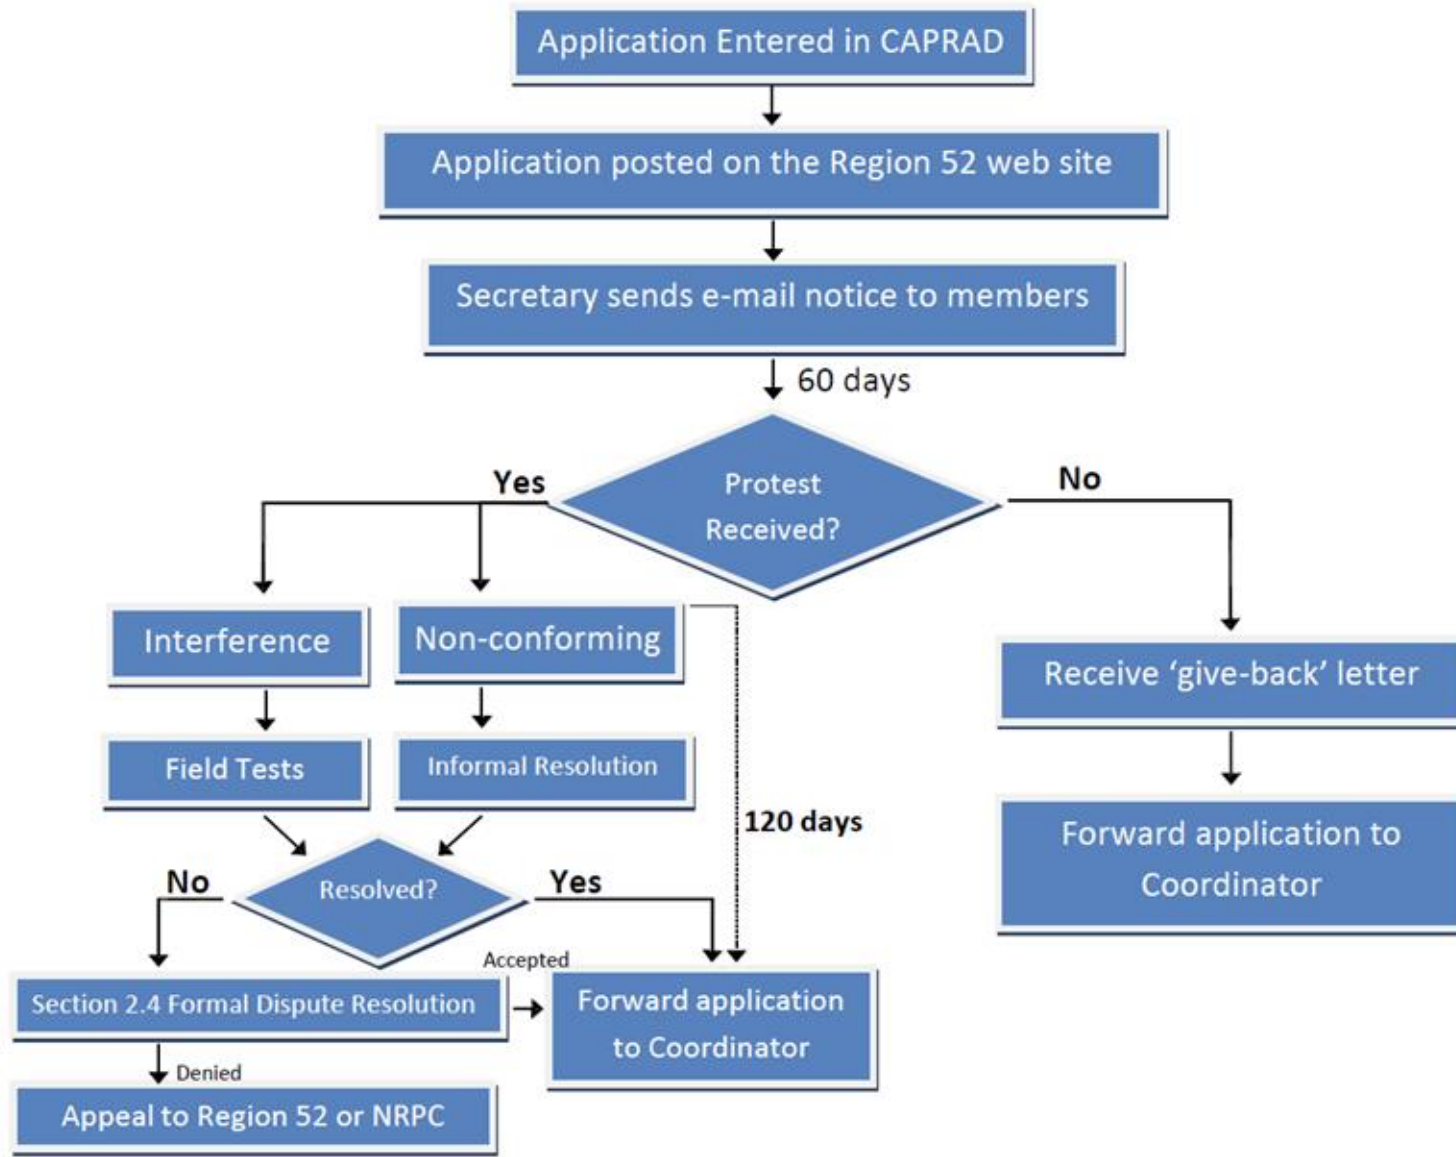 Application Entered in CAPRAD
Application posted on the Region 52 web site
Secretary sends e-mail notice to members
60 days
Protest
Received?
Yes
No
Interference
Non-conforming
Receive ‘give-back’ letter
Field Tests
Informal Resolution
120 days
Forward application to
Coordinator
Resolved?
No
Yes
Accepted
Section 2.4 Formal Dispute Resolution
Forward application
to Coordinator
Denied
Appeal to Region 52 or NRPC